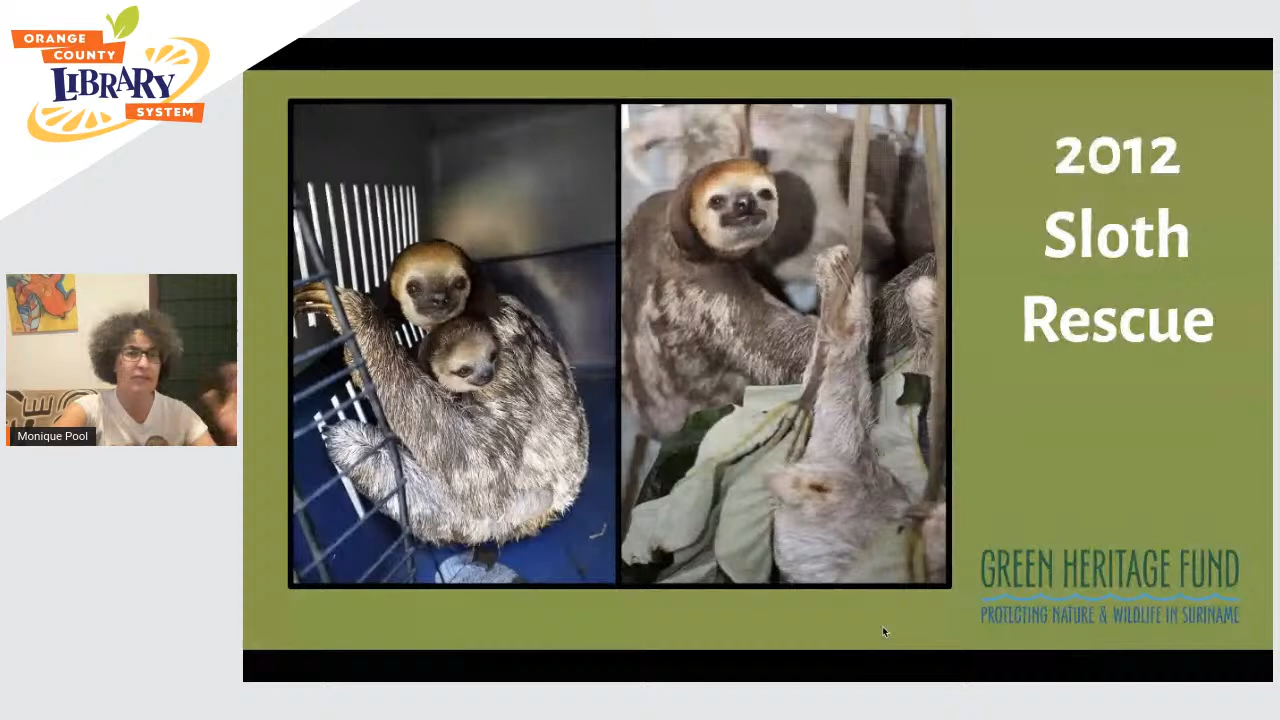 ORANGE
COUNTY
LIBRARY
SYSTEM
2012
Sloth
Rescue
Monique Pool
GREEN HERITAGE FUND
PROTECTING NATURE & WILDLIFE IN SURINAME